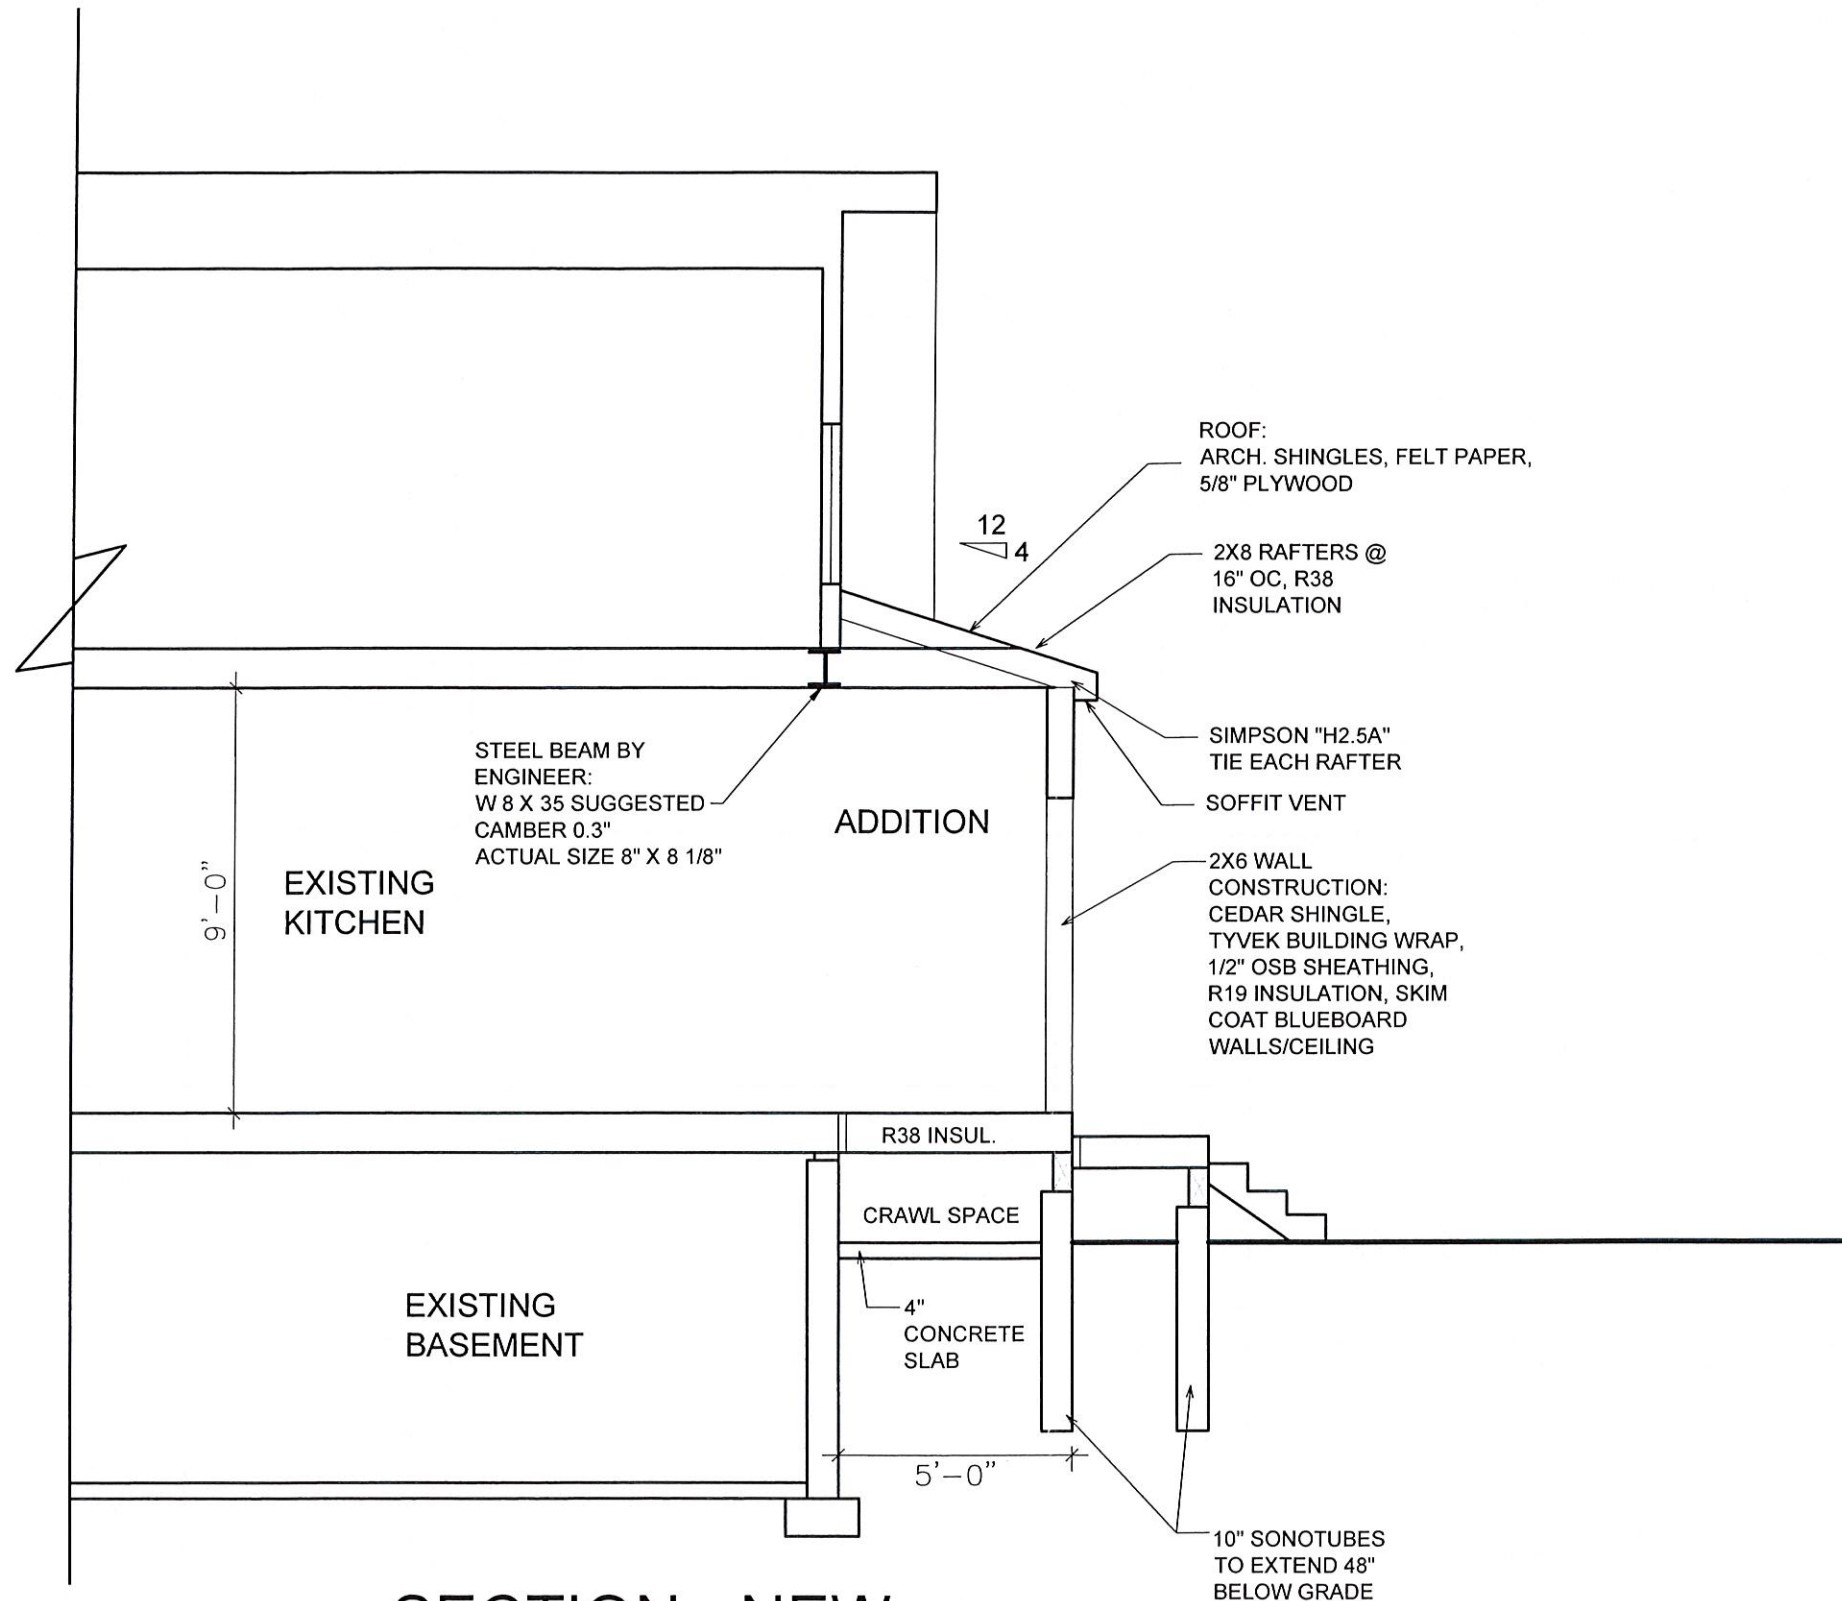 ROOF:
ARCH. SHINGLES, FELT PAPER,
5/8" PLYWOOD
12
4
2X8 RAFTERS @
16" OC, R38
INSULATION
SIMPSON "H2.5A"
TIE EACH RAFTER
SOFFIT VENT
STEEL BEAM BY
ENGINEER:
W 8 X 35 SUGGESTED
CAMBER 0.3"
ACTUAL SIZE 8" X 8 1/8"
ADDITION
EXISTING
KITCHEN
9'-0"
2X6 WALL
CONSTRUCTION:
CEDAR SHINGLE,
TYVEK BUILDING WRAP,
1/2" OSB SHEATHING,
R19 INSULATION, SKIM
COAT BLUEBOARD
WALLS/CEILING
R38 INSUL.
CRAWL SPACE
EXISTING
BASEMENT
4"
CONCRETE
SLAB
5'-0"
10" SONOTUBES
TO EXTEND 48"
BELOW GRADE
SECTION - NEW